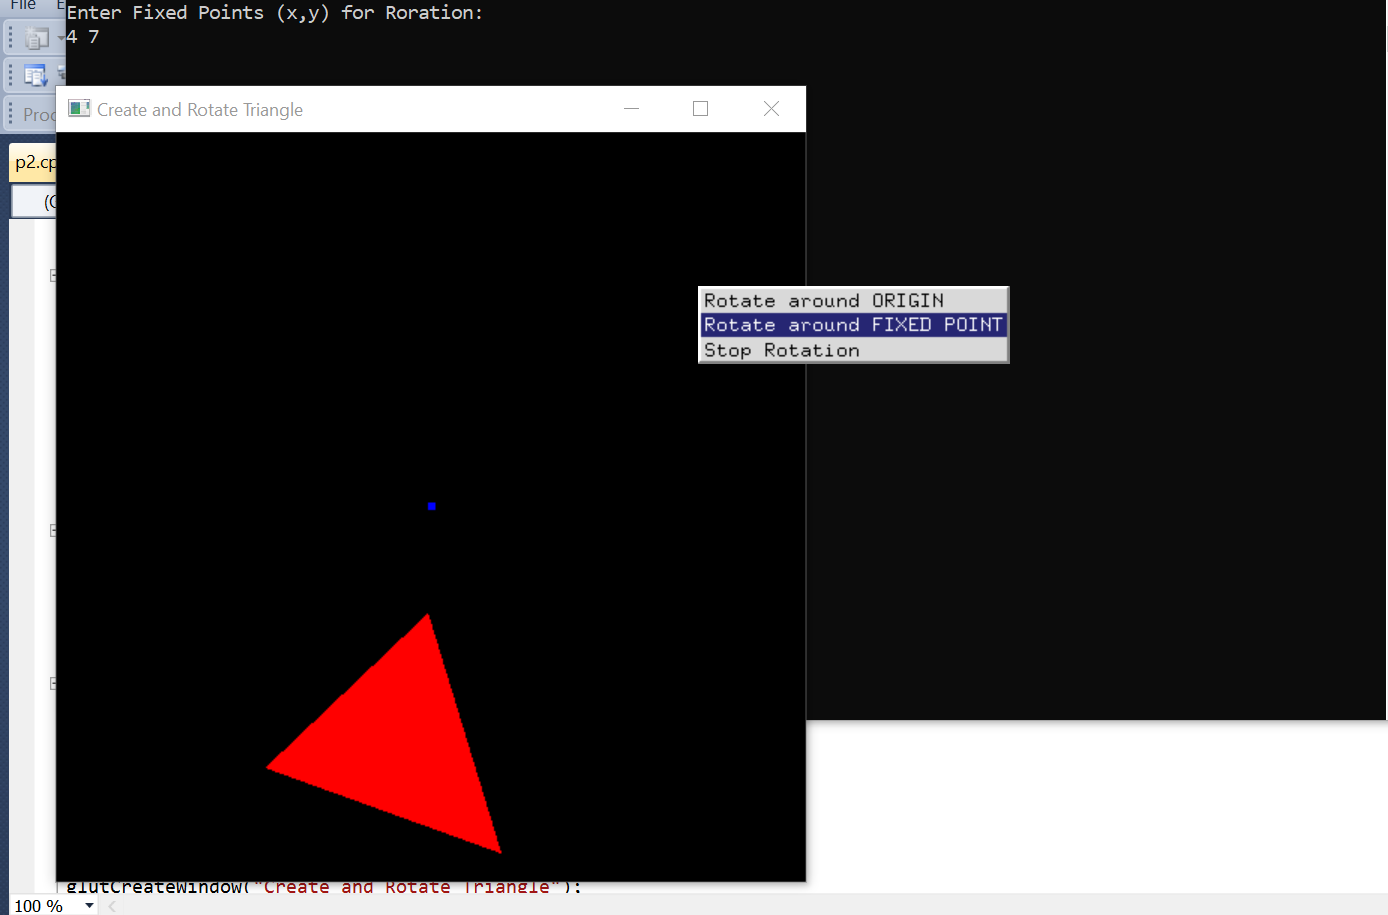 File E
Enter Fixed Points (x,y) for Roration:
4 7
Proc
Create and Rotate Triangle
p2.cp
(
Rotate around ORIGIN
Rotate around FIXED POINT
Stop Rotation
glutCreateWindow("Create and Rotate Triangle");
100 %